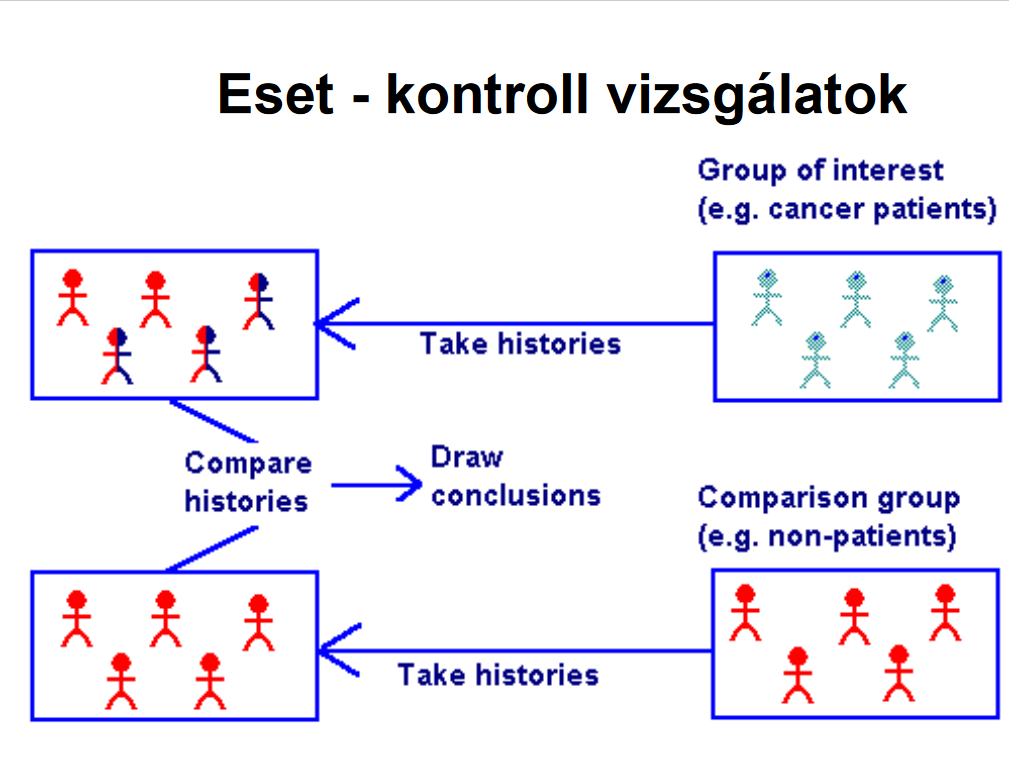 Eset - kontroll vizsgálatok
Group of interest
(e.g. cancer patients)
Take histories
Compare
histories
Draw
conclusions
Comparison group
(e.g. non-patients)
Take histories